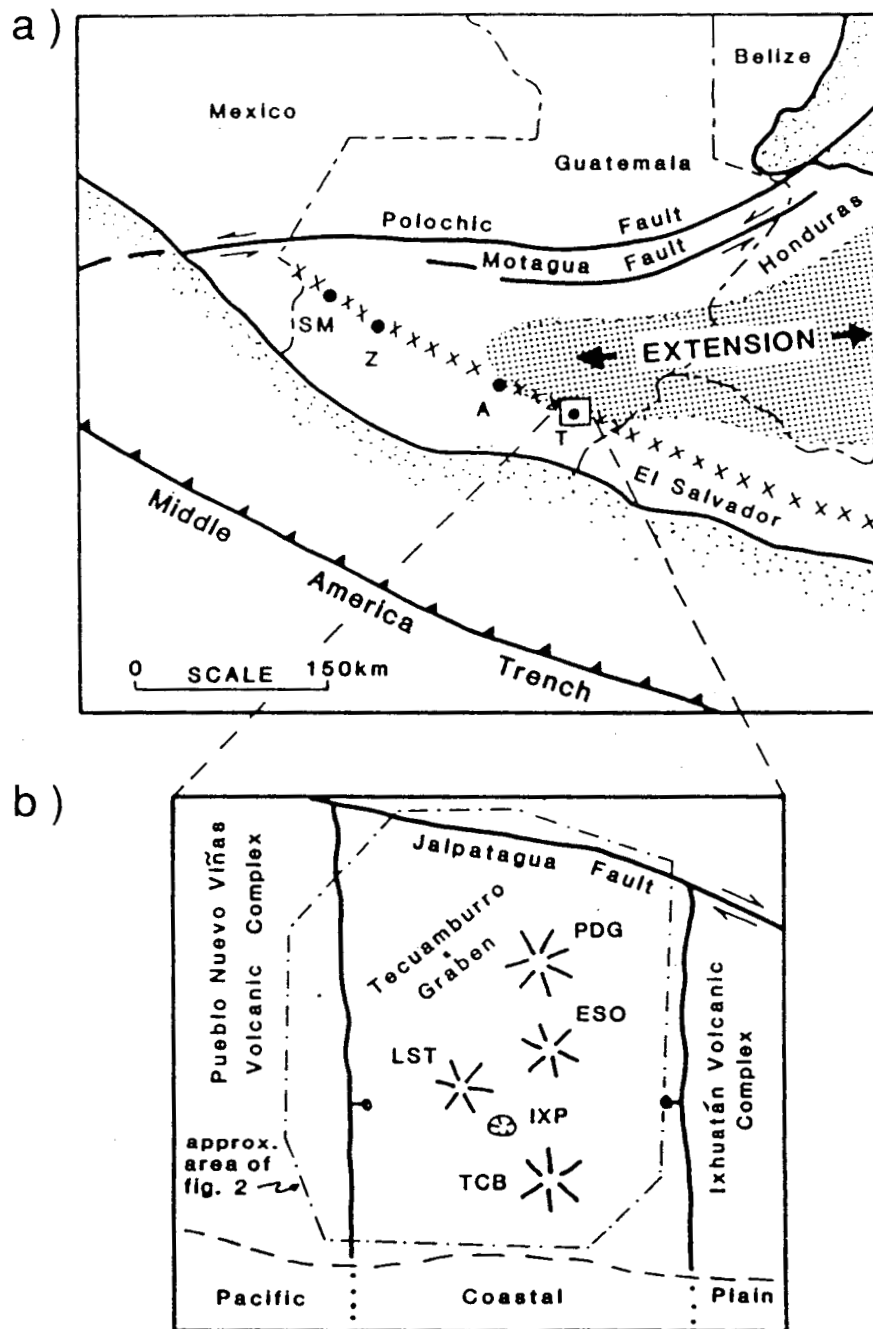 a)
Belize
Mexico
Guatemala
Polochic Fault
Motagua Fault
Honduras
SM
Z
EXTENSION
A
T
El Salvador
Middle America Trench
0 SCALE 150km
b)
Pueblo Nuevo Viñas
Volcanic Complex
Jalpatagua Fault
Tecuamburro
Graben
PDG
ESO
LST
IXP
TCB
Ixhuatán Volcanic
Complex
approx.
area of
fig. 2
Pacific Coastal Plain